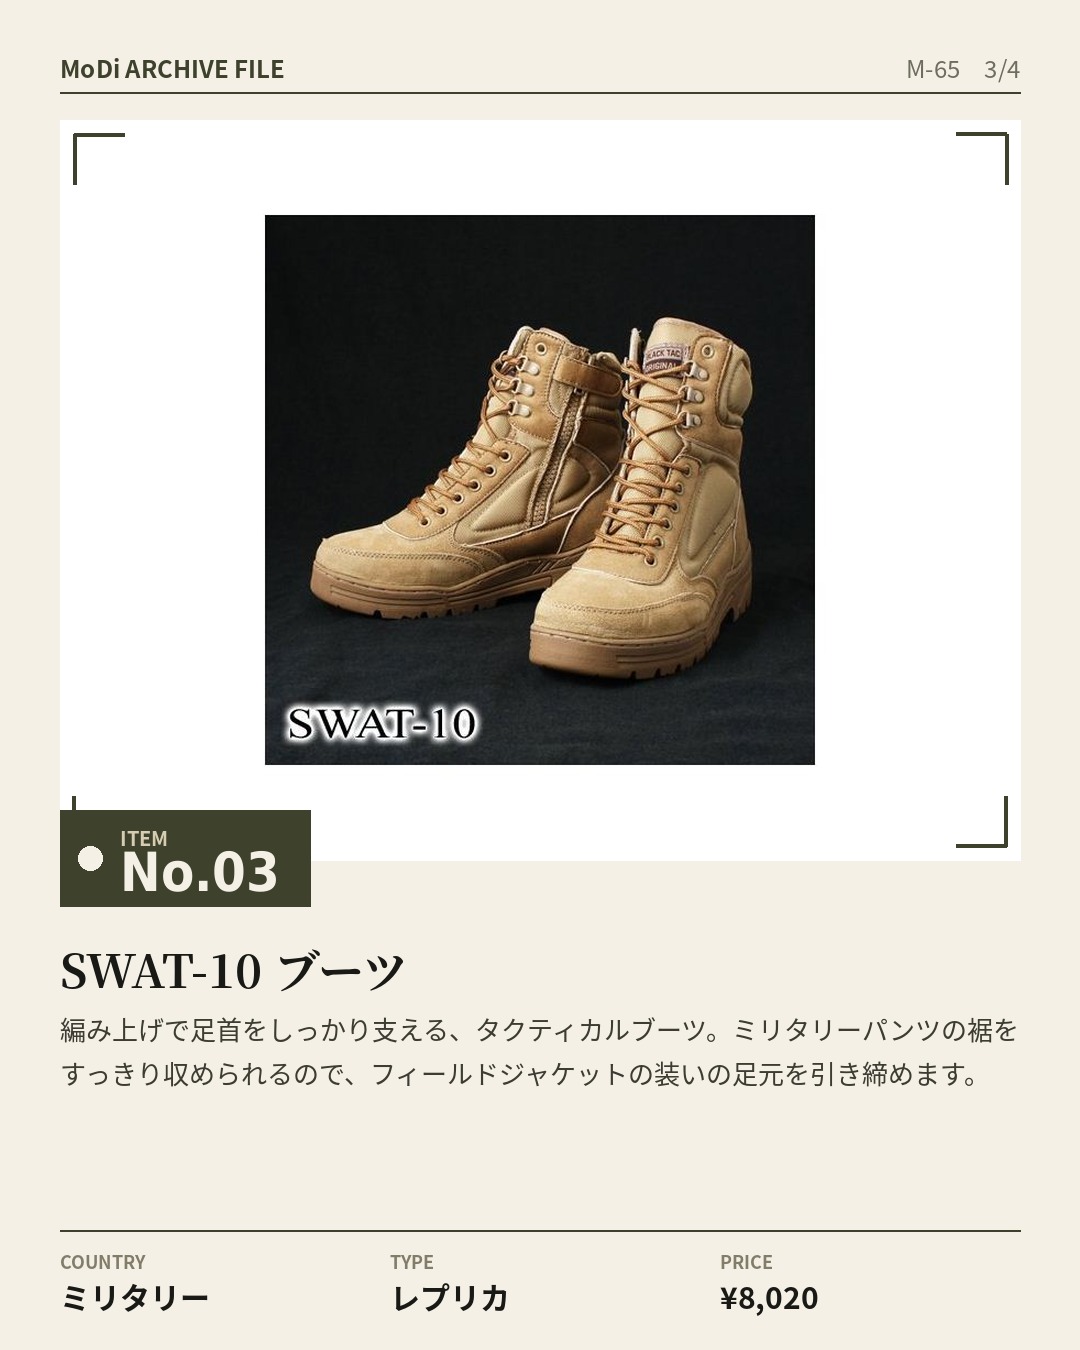 MoDi ARCHIVE FILE
M-65 3/4
BLACK TAC
ORIGINAL
SWAT-10
ITEM
No.03
SWAT-10 ブーツ
編み上げで足首をしっかり支える、タクティカルブーツ。ミリタリーパンツの裾を
すっきり収められるので、フィールドジャケットの装いの足元を引き締めます。
COUNTRY
TYPE
PRICE
ミリタリー
レプリカ
¥8,020